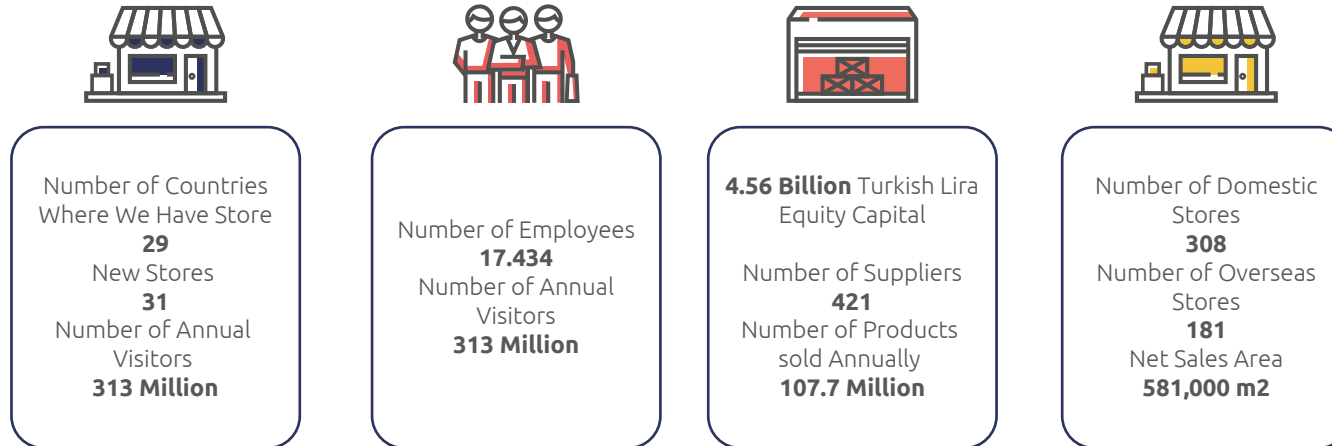 Number of Countries
Where We Have Store
29
New Stores
31
Number of Annual
Visitors
313 Million
Number of Employees
17.434
Number of Annual
Visitors
313 Million
4.56 Billion Turkish Lira
Equity Capital
Number of Suppliers
421
Number of Products
sold Annually
107.7 Million
Number of Domestic
Stores
308
Number of Overseas
Stores
181
Net Sales Area
581,000 m2